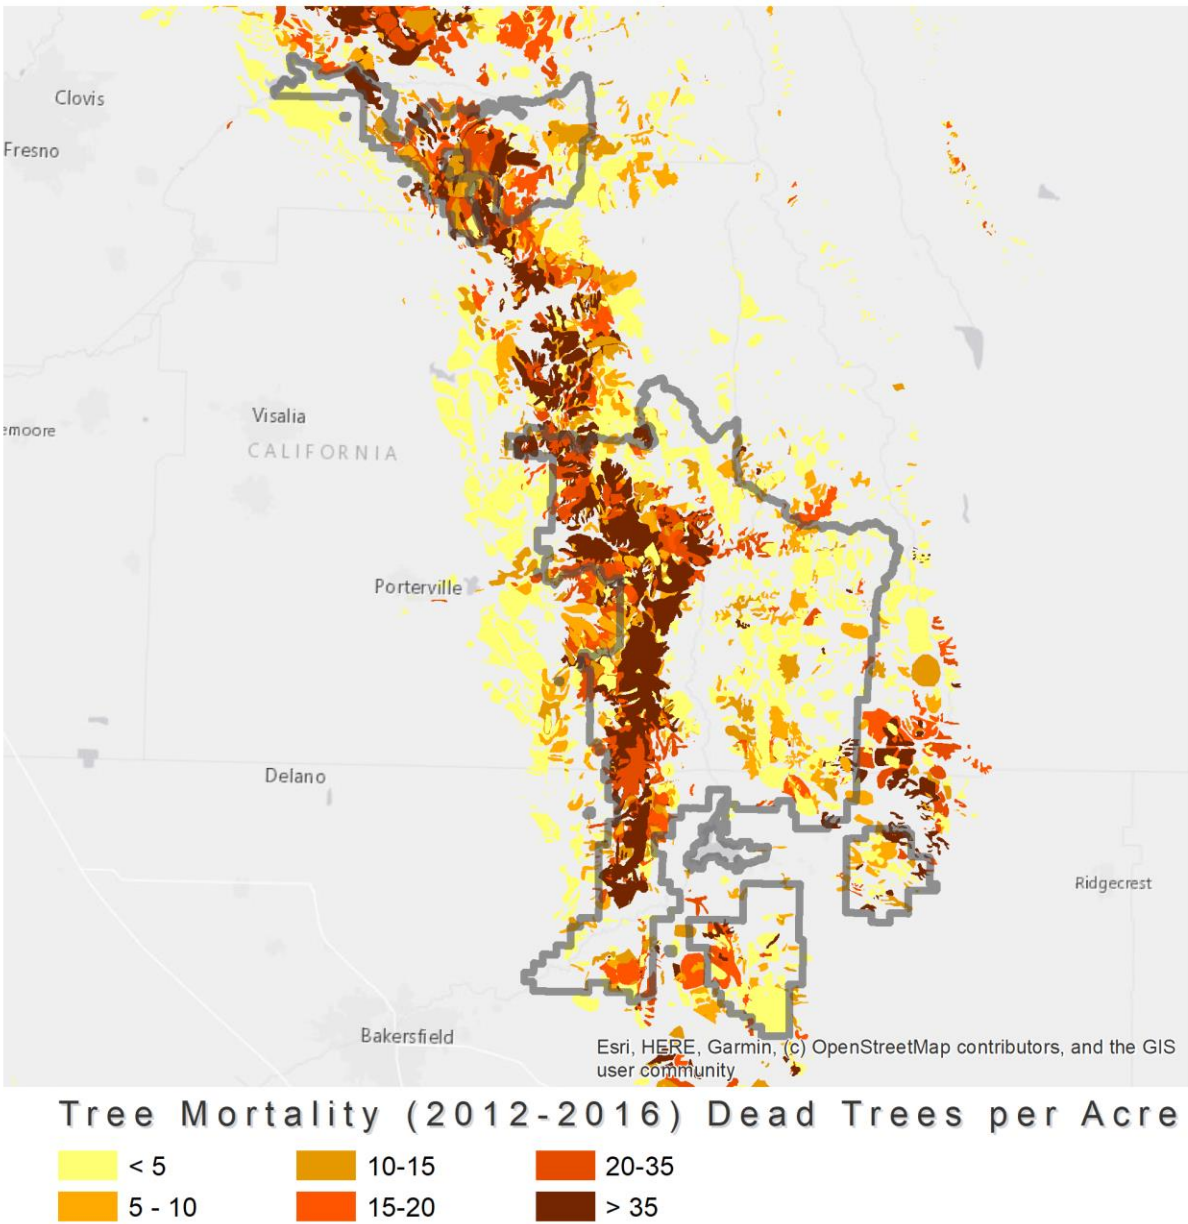 Clovis
Fresno
Visalia
emoore
CALIFORNIA
Porterville
Delano
Ridgecrest
Bakersfield
Esri, HERE, Garmin, (c) OpenStreetMap contributors, and the GIS
user community
Tree Mortality (2012-2016) Dead Trees per Acre
< 5
10-15
20-35
5 - 10
15-20
> 35